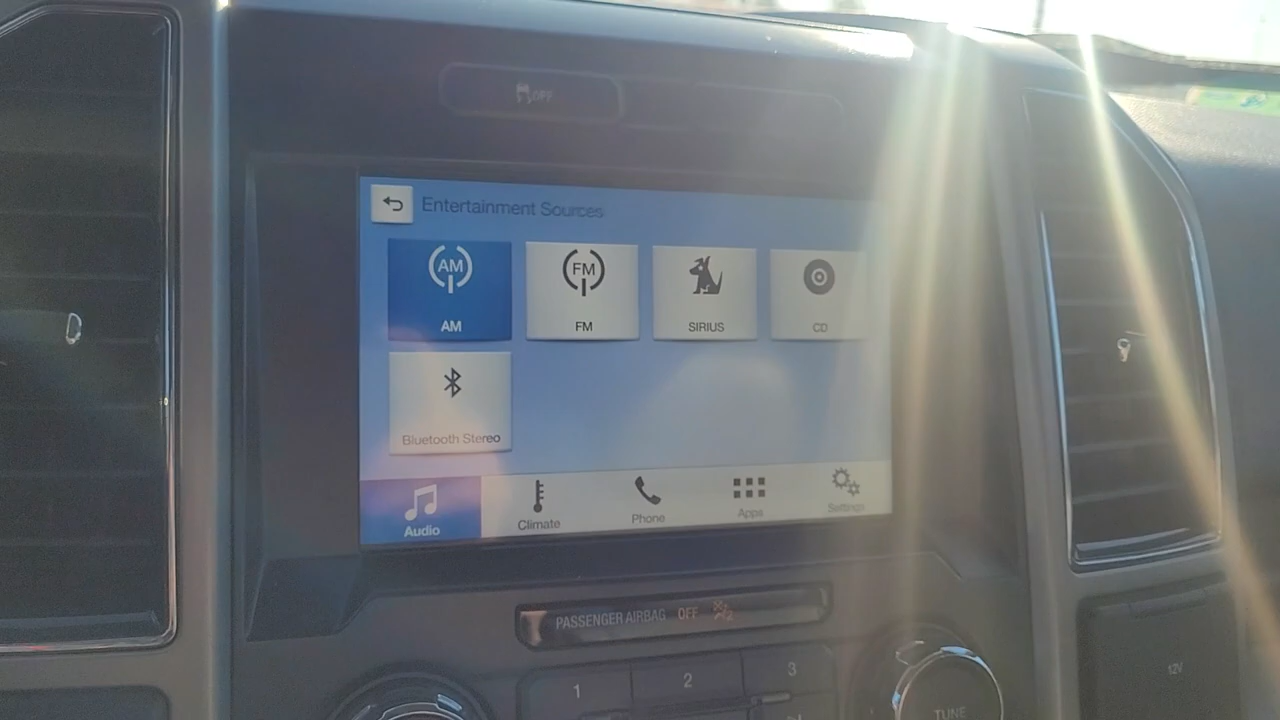 OFF
Entertainment Sources
AM
FM
AM
FM
SIRIUS
CD
Bluetooth Stereo
Audio
Climate
Phone
Apps
Settings
PASSENGER AIRBAG OFF
1
2
3
12V
TUNE